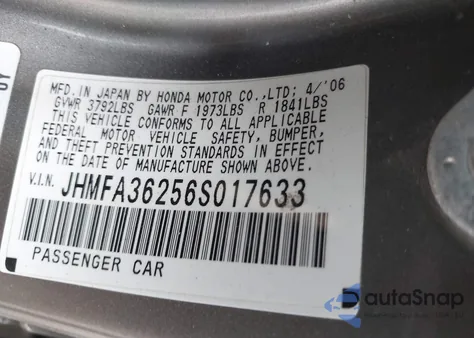 OY
MFD.IN JAPAN BY HONDA MOTOR CO.,LTD; 4/'06
GVWR 3792LBS GAWR F 1973LBS R 1841LBS
THIS VEHICLE CONFORMS TO ALL APPLICABLE
FEDERAL MOTOR VEHICLE SAFETY, BUMPER,
AND THEFT PREVENTION STANDARDS IN EFFECT
ON THE DATE OF MANUFACTURE SHOWN ABOVE.
V.I.N. JHMFA36256S017633
PASSENGER CAR
autaSnap